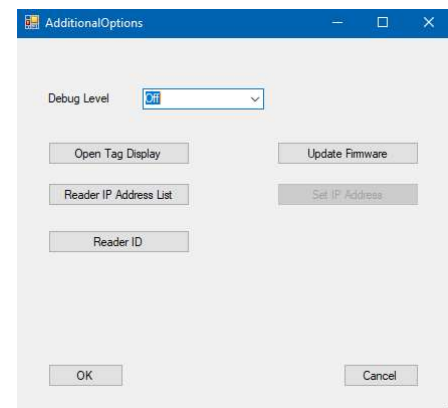 AdditionalOptions
Debug Level Off
Open Tag Display Update Firmware
Reader IP Address List Set IP Address
Reader ID
OK Cancel